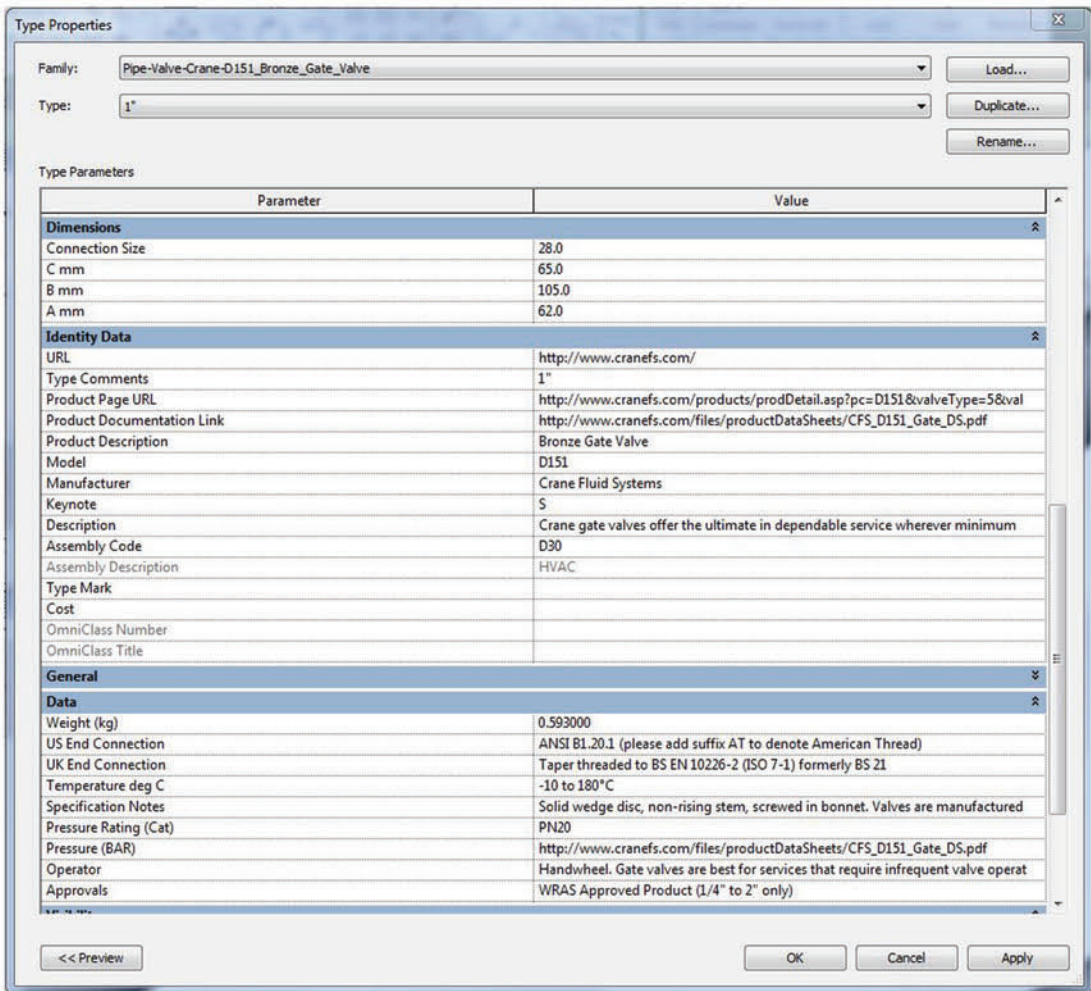 Type Properties
Family: Pipe-Valve-Crane-D151_Bronze_Gate_Valve Load...
Type: 1" Duplicate...
Rename...
Type Parameters
Parameter Value
Dimensions
Connection Size 28.0
C mm 65.0
B mm 105.0
A mm 62.0
Identity Data
URL http://www.cranefs.com/
Type Comments 1"
Product Page URL http://www.cranefs.com/products/prodDetail.asp?pc=D151&valveType=5&val
Product Documentation Link http://www.cranefs.com/files/productDataSheets/CFS_D151_Gate_DS.pdf
Product Description Bronze Gate Valve
Model D151
Manufacturer Crane Fluid Systems
Keynote S
Description Crane gate valves offer the ultimate in dependable service wherever minimum
Assembly Code D30
Assembly Description HVAC
Type Mark
Cost
OmniClass Number
OmniClass Title
General
Data
Weight (kg) 0.593000
US End Connection ANSI B1.20.1 (please add suffix AT to denote American Thread)
UK End Connection Taper threaded to BS EN 10226-2 (ISO 7-1) formerly BS 21
Temperature deg C -10 to 180°C
Specification Notes Solid wedge disc, non-rising stem, screwed in bonnet. Valves are manufactured
Pressure Rating (Cat) PN20
Pressure (BAR) http://www.cranefs.com/files/productDataSheets/CFS_D151_Gate_DS.pdf
Operator Handwheel. Gate valves are best for services that require infrequent valve operat
Approvals WRAS Approved Product (1/4" to 2" only)
<< Preview OK Cancel Apply